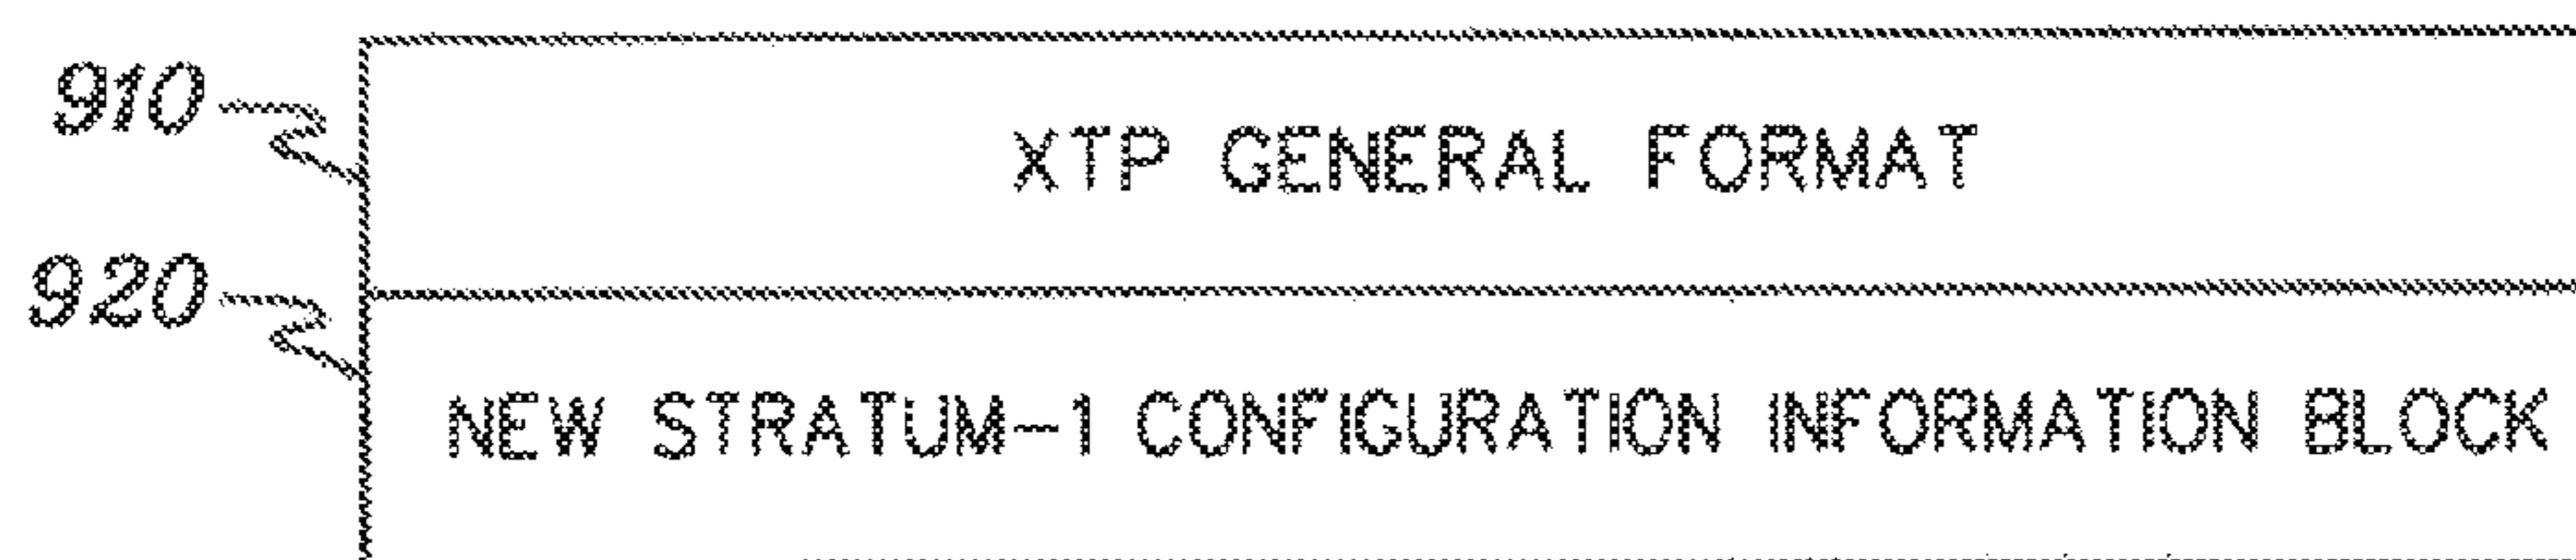 910
XTP GENERAL FORMAT
920
NEW STRATUM-1 CONFIGURATION INFORMATION BLOCK